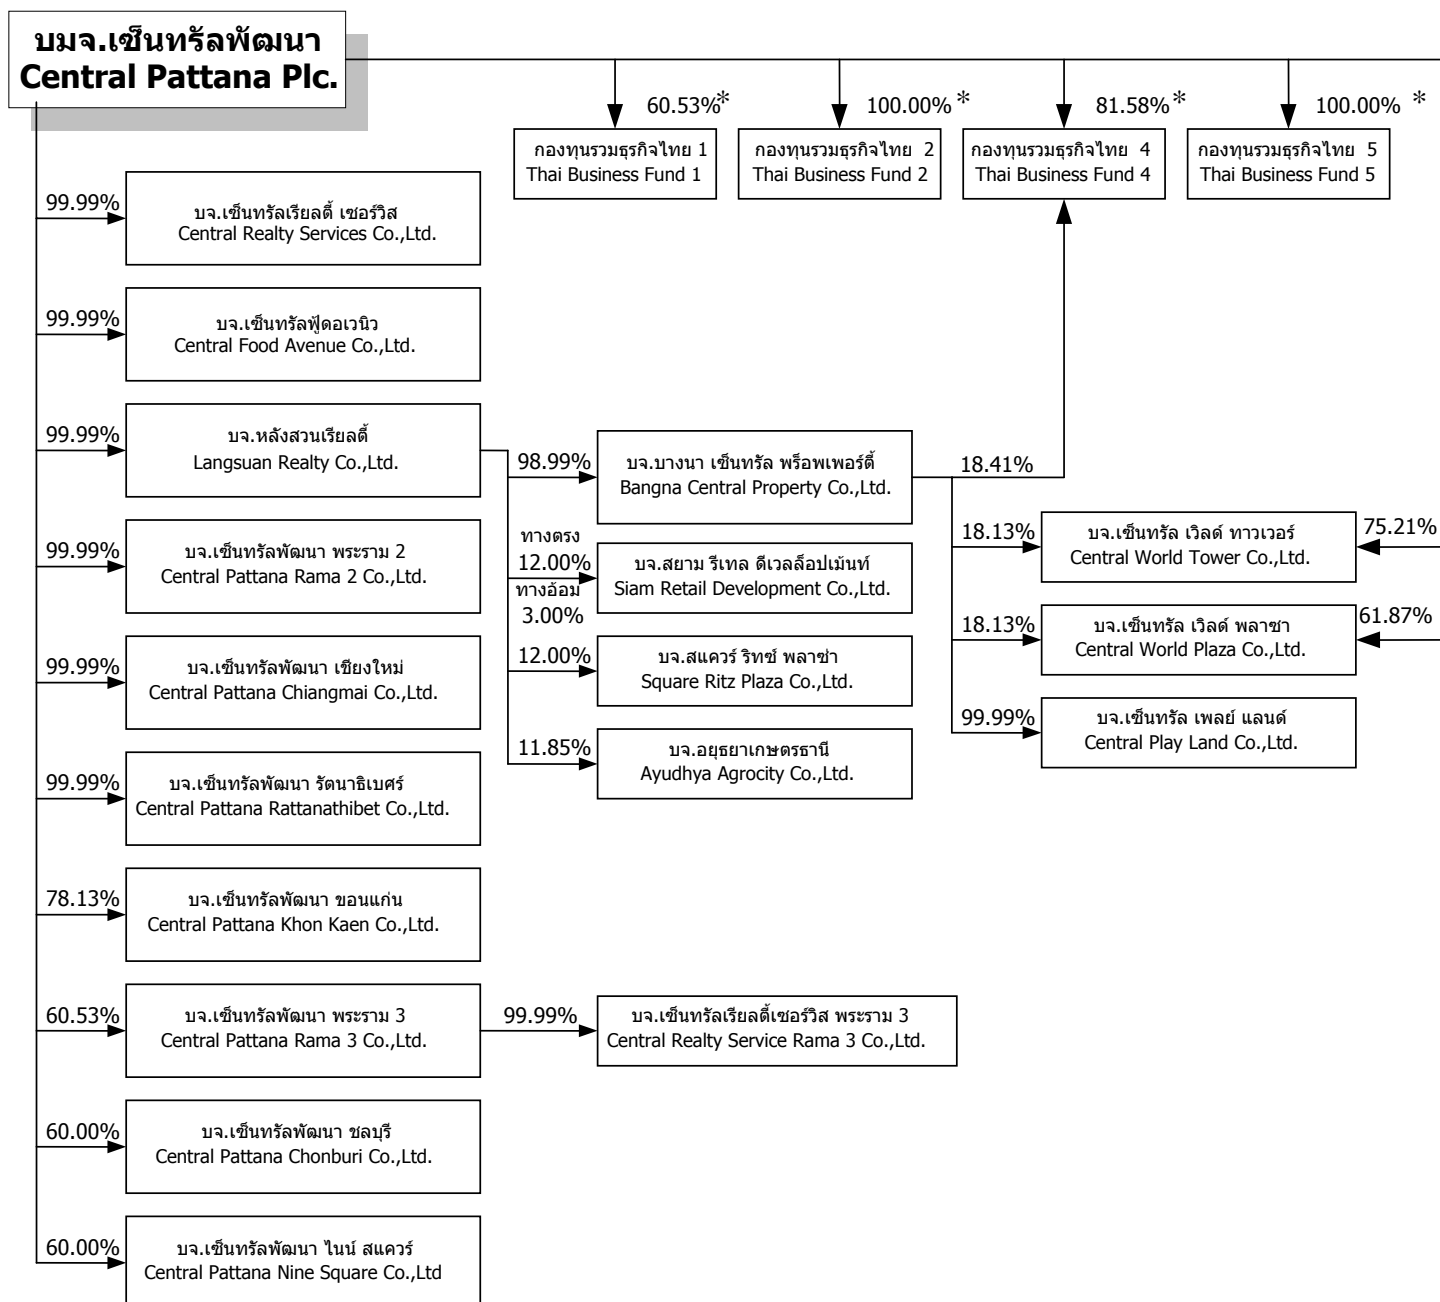 บมจ.เซ็นทรัลพัฒนา
Central Pattana Plc.
60.53%*
100.00% *
81.58%*
100.00% *
กองทุนรวมธุรกิจไทย 1
Thai Business Fund 1
กองทุนรวมธุรกิจไทย 2
Thai Business Fund 2
กองทุนรวมธุรกิจไทย 4
Thai Business Fund 4
กองทุนรวมธุรกิจไทย 5
Thai Business Fund 5
99.99%
บจ.เซ็นทรัลเรียลตี้ เซอร์วิส
Central Realty Services Co.,Ltd.
99.99%
บจ.เซ็นทรัลฟู้ดอเวนิว
Central Food Avenue Co.,Ltd.
99.99%
บจ.หลังสวนเรียลตี้
Langsuan Realty Co.,Ltd.
98.99%
บจ.บางนา เซ็นทรัล พร็อพเพอร์ตี้
Bangna Central Property Co.,Ltd.
18.41%
ทางตรง
12.00%
ทางอ้อม
3.00%
บจ.สยาม รีเทล ดีเวลล็อปเม้นท์
Siam Retail Development Co.,Ltd.
18.13%
บจ.เซ็นทรัล เวิลด์ ทาวเวอร์
Central World Tower Co.,Ltd.
75.21%
99.99%
บจ.เซ็นทรัลพัฒนา พระราม 2
Central Pattana Rama 2 Co.,Ltd.
12.00%
บจ.สแควร์ ริทซ์ พลาซ่า
Square Ritz Plaza Co.,Ltd.
18.13%
บจ.เซ็นทรัล เวิลด์ พลาซา
Central World Plaza Co.,Ltd.
61.87%
99.99%
บจ.เซ็นทรัลพัฒนา เชียงใหม่
Central Pattana Chiangmai Co.,Ltd.
11.85%
บจ.อยุธยาเกษตรธานี
Ayudhya Agrocity Co.,Ltd.
99.99%
บจ.เซ็นทรัล เพลย์ แลนด์
Central Play Land Co.,Ltd.
99.99%
บจ.เซ็นทรัลพัฒนา รัตนาธิเบศร์
Central Pattana Rattanathibet Co.,Ltd.
78.13%
บจ.เซ็นทรัลพัฒนา ขอนแก่น
Central Pattana Khon Kaen Co.,Ltd.
60.53%
บจ.เซ็นทรัลพัฒนา พระราม 3
Central Pattana Rama 3 Co.,Ltd.
99.99%
บจ.เซ็นทรัลเรียลตี้เซอร์วิส พระราม 3
Central Realty Service Rama 3 Co.,Ltd.
60.00%
บจ.เซ็นทรัลพัฒนา ชลบุรี
Central Pattana Chonburi Co.,Ltd.
60.00%
บจ.เซ็นทรัลพัฒนา ไนน์ สแควร์
Central Pattana Nine Square Co.,Ltd